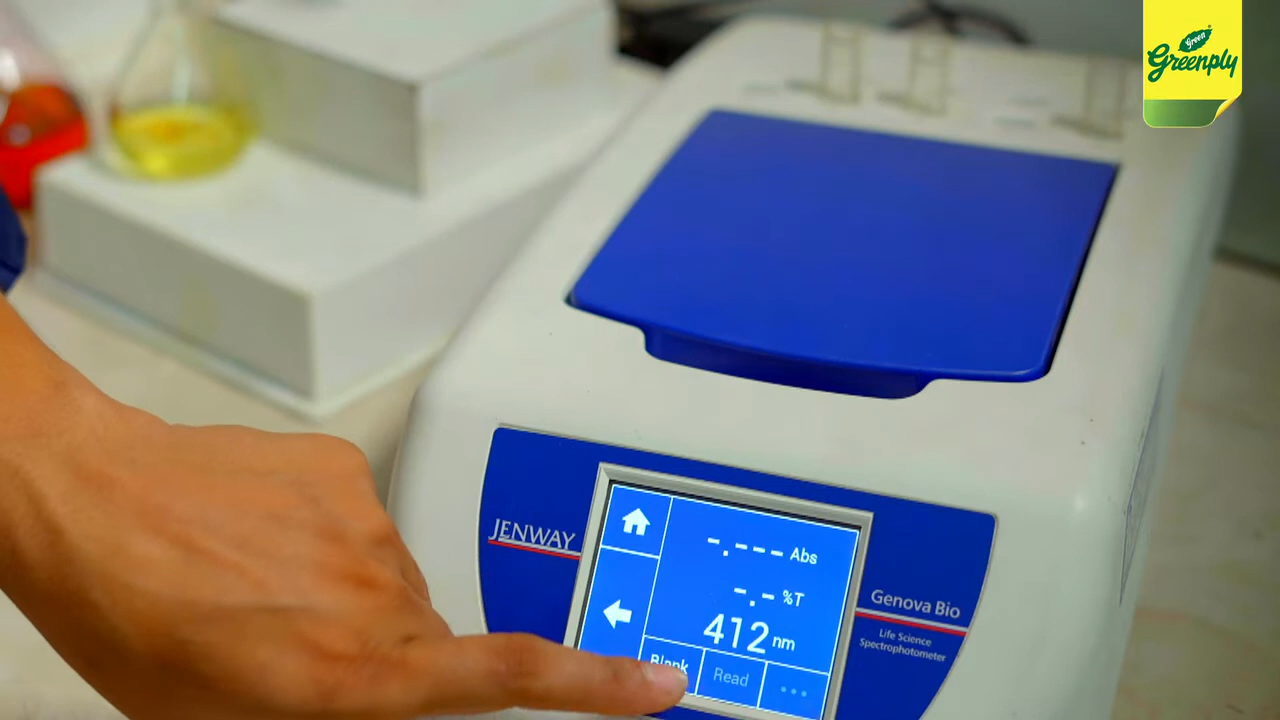 Green
Greenply
JENWAY
-.--- Abs
-.- %T
412 nm
Blank
Read
...
Genova Bio
Life Science
Spectrophotometer